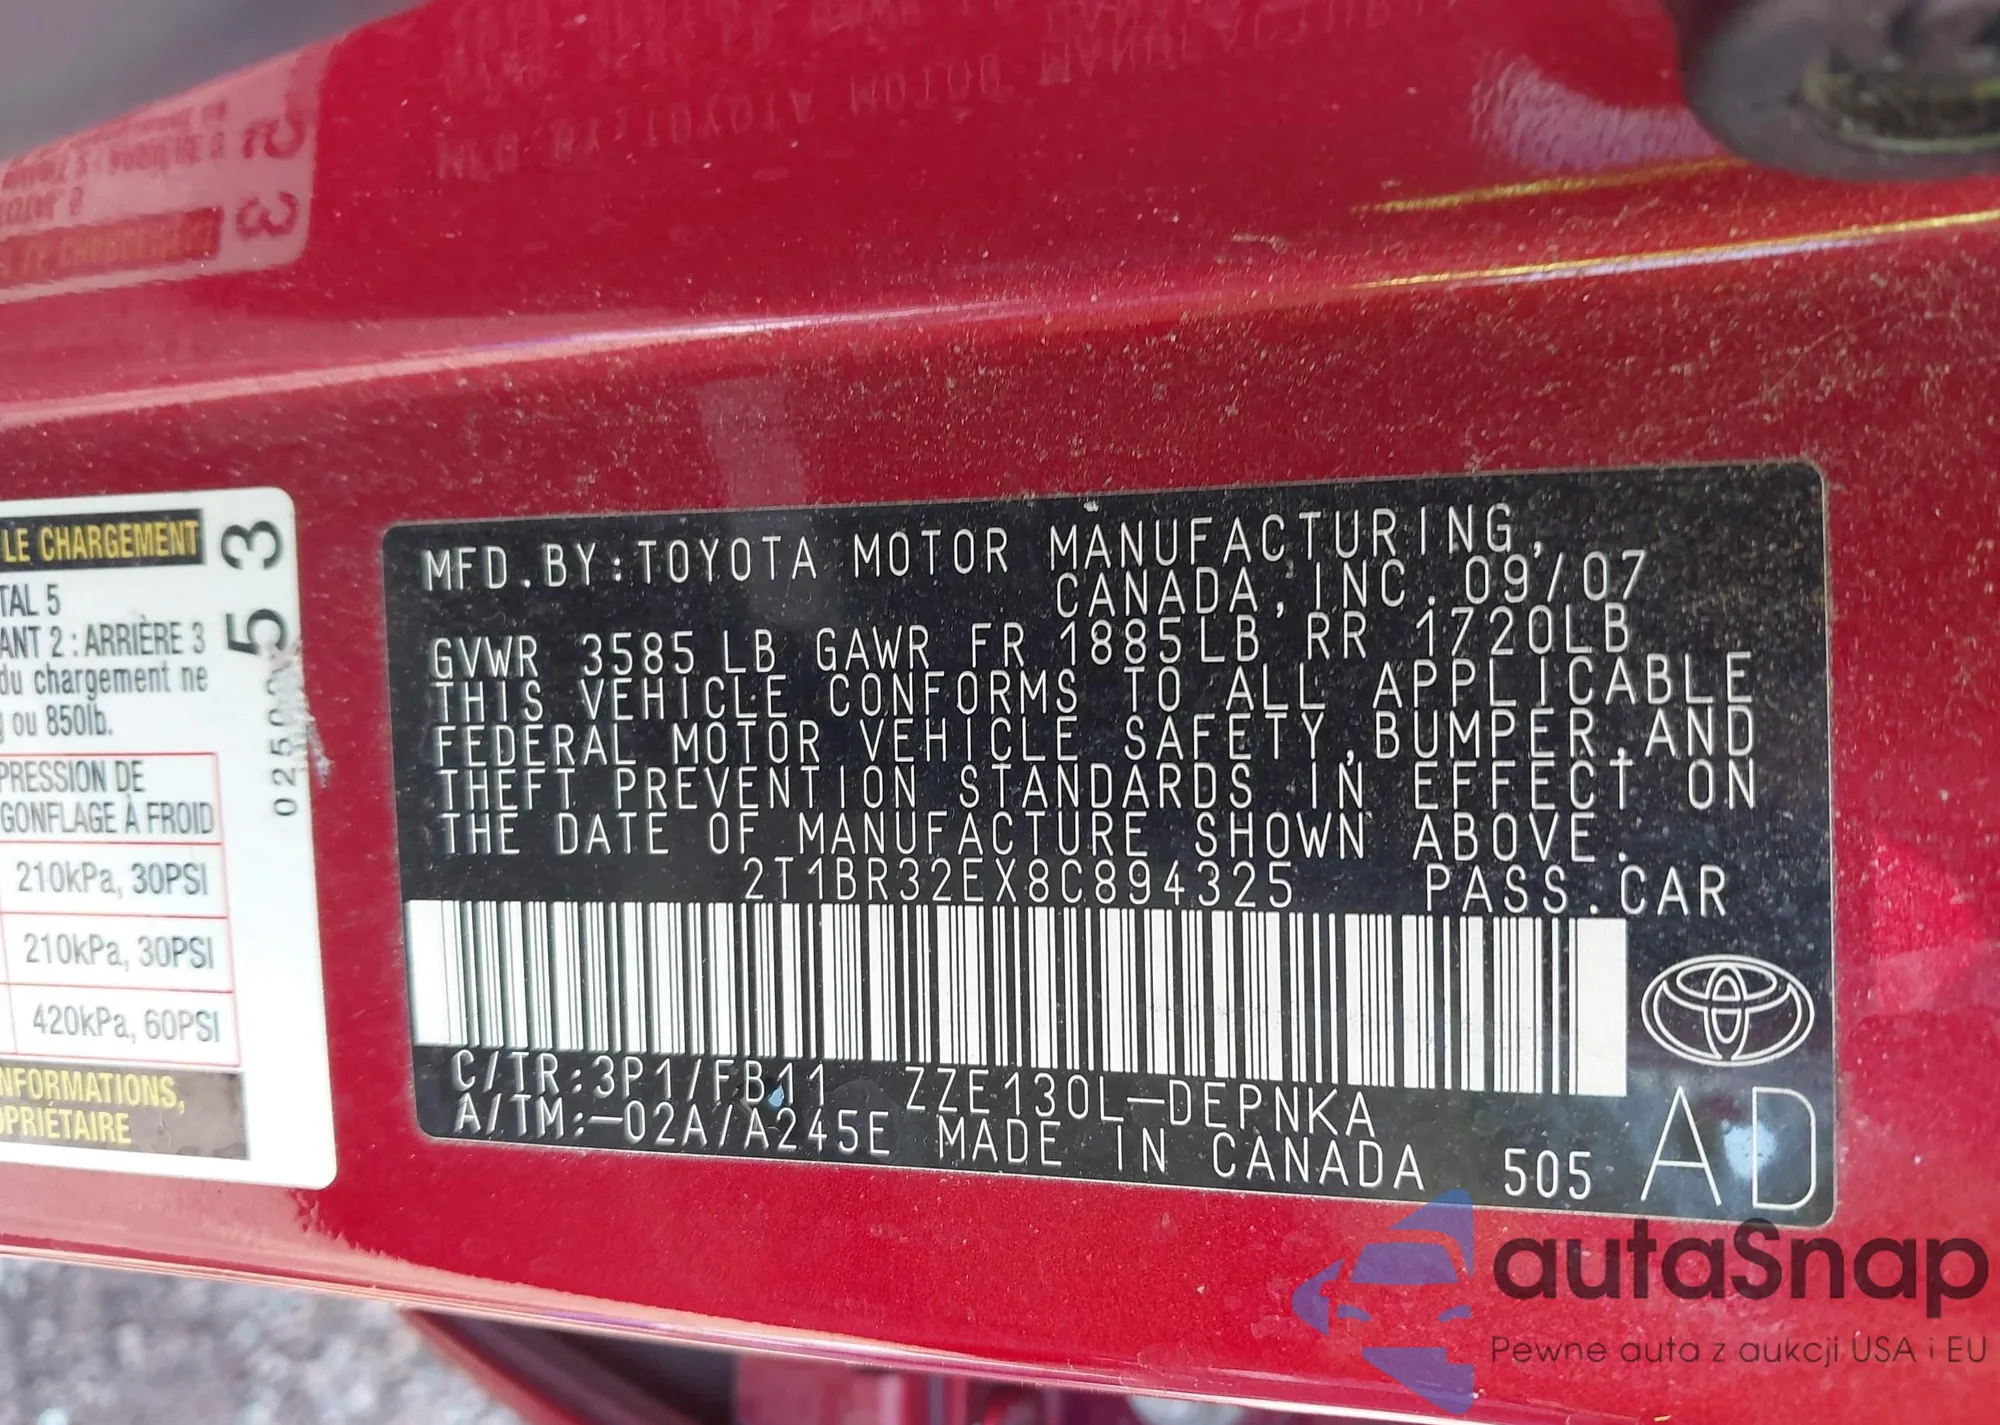 LE CHARGEMENT
TAL 5
ANT 2 : ARRIÈRE 3
du chargement ne
ou 850lb.
PRESSION DE
GONFLAGE À FROID
210kPa, 30PSI
210kPa, 30PSI
420kPa, 60PSI
NFORMATIONS,
OPRIÉTAIRE
53
MFD.BY:TOYOTA MOTOR MANUFACTURING,
CANADA,INC. 09/07
GVWR 3585 LB GAWR FR 1885LB RR 1720LB
THIS VEHICLE CONFORMS TO ALL APPLICABLE
FEDERAL MOTOR VEHICLE SAFETY,BUMPER,AND
THEFT PREVENTION STANDARDS IN EFFECT ON
THE DATE OF MANUFACTURE SHOWN ABOVE.
2T1BR32EX8C894325 PASS.CAR
C/TR:3P1/FB11 ZZE130L-DEPNKA
A/TM:-02A/A245E MADE IN CANADA 505 AD
autaSnap
Pewne auta z aukcji USA i EU